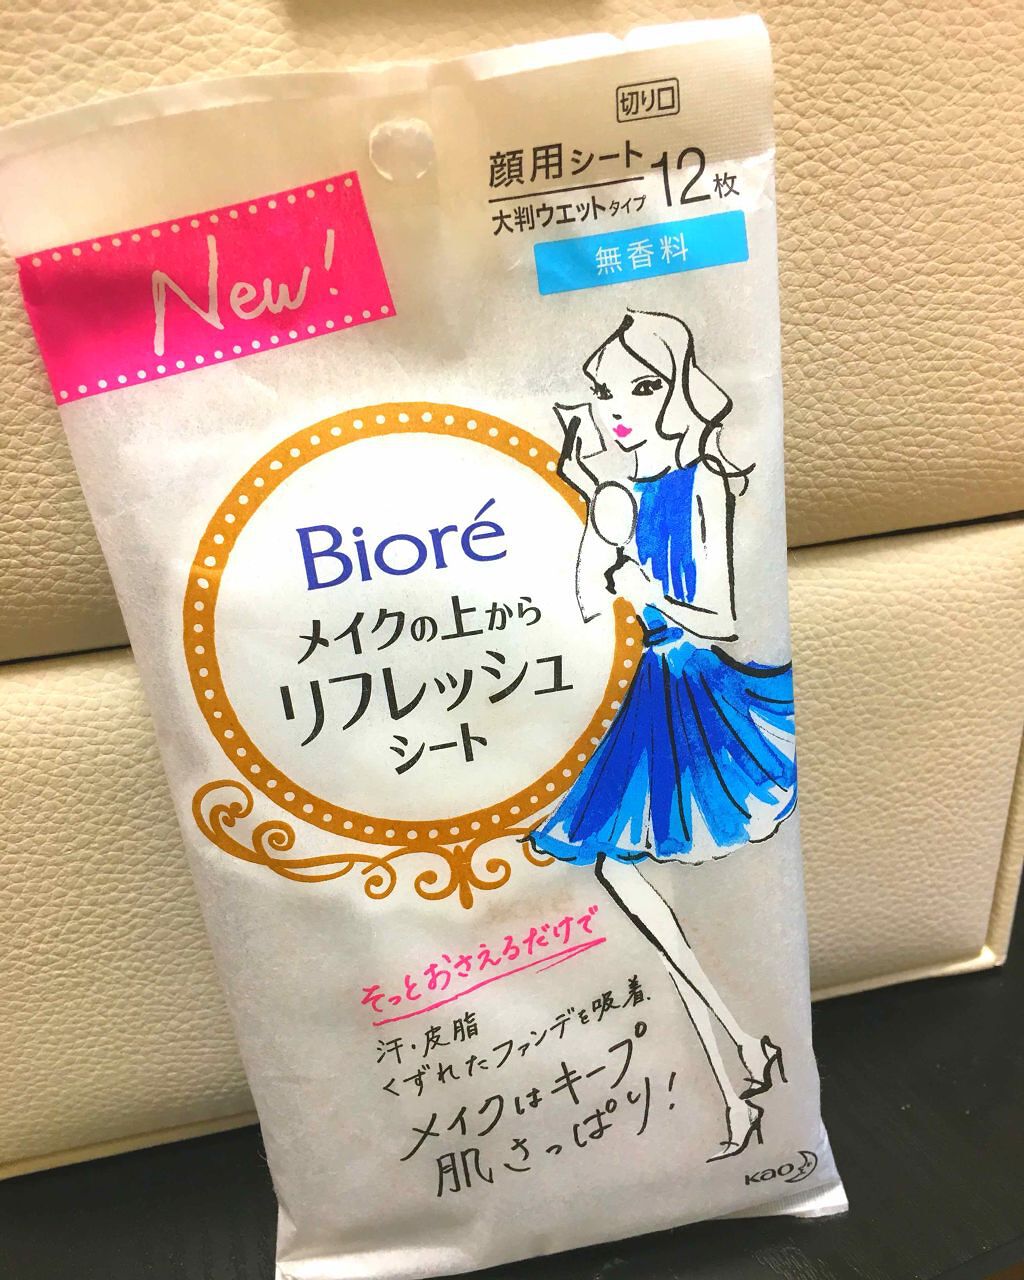 切り口
顔用シート
大判ウエットタイプ
12枚
無香料
New!
Bioré
メイクの上から
リフレッシュ
シート
そっとおさえるだけで
汗・皮脂
くずれたファンデを吸着
メイクはキープ
肌さっぱり!
Kao